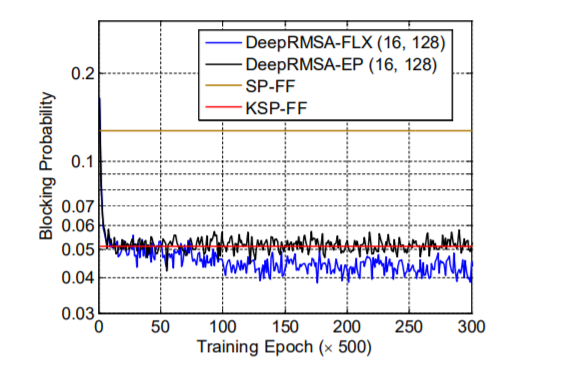 DeepRMSA-FLX (16, 128)
DeepRMSA-EP (16, 128)
SP-FF
KSP-FF
Blocking Probability
0.2
0.1
0.07
0.06
0.05
0.04
0.03
0 50 100 150 200 250 300
Training Epoch (× 500)